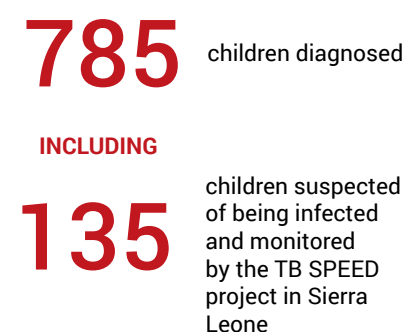 785 children diagnosed
INCLUDING
135
children suspected
of being infected
and monitored
by the TB SPEED
project in Sierra
Leone